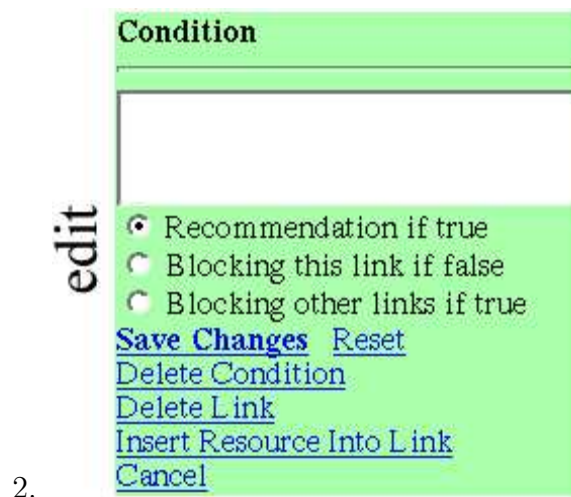 Condition
edit
Recommendation if true
Blocking this link if false
Blocking other links if true
Save Changes Reset
Delete Condition
Delete Link
Insert Resource Into Link
Cancel
2.